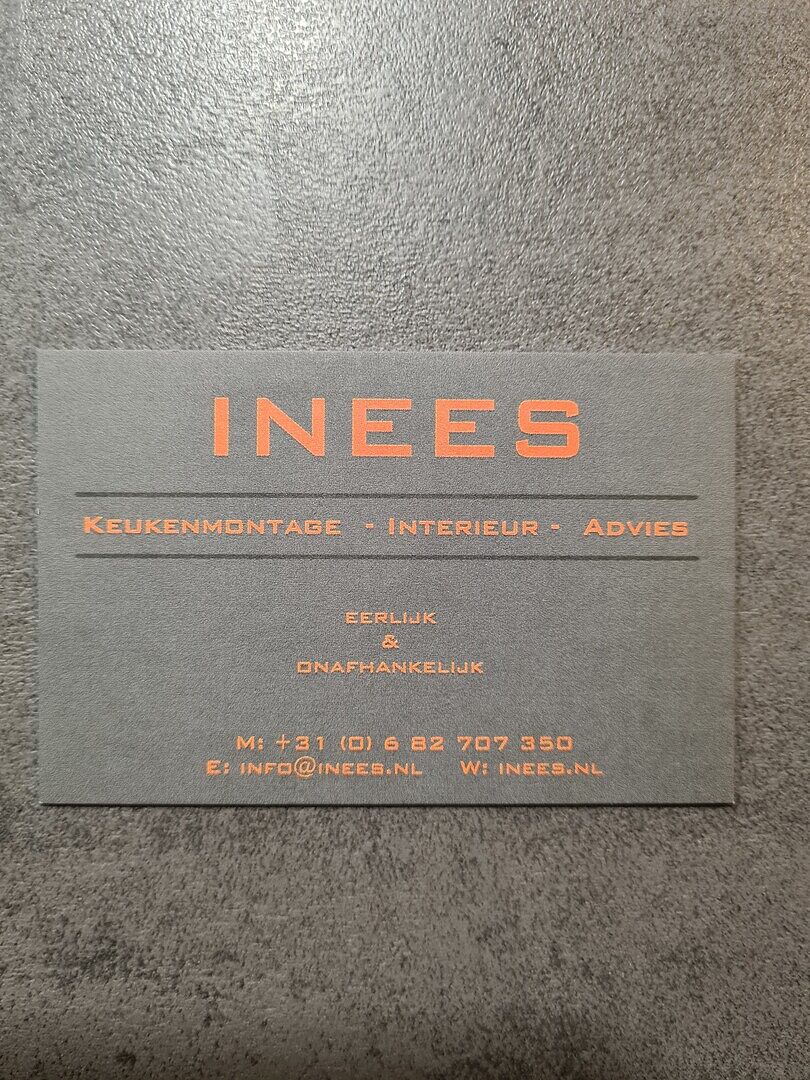 INEES
KEUKENMONTAGE - INTERIEUR - ADVIES
EERLIJK
&
ONAFHANKELIJK
M: +31 (0) 6 82 707 350
E: INFO@INEES.NL W: INEES.NL